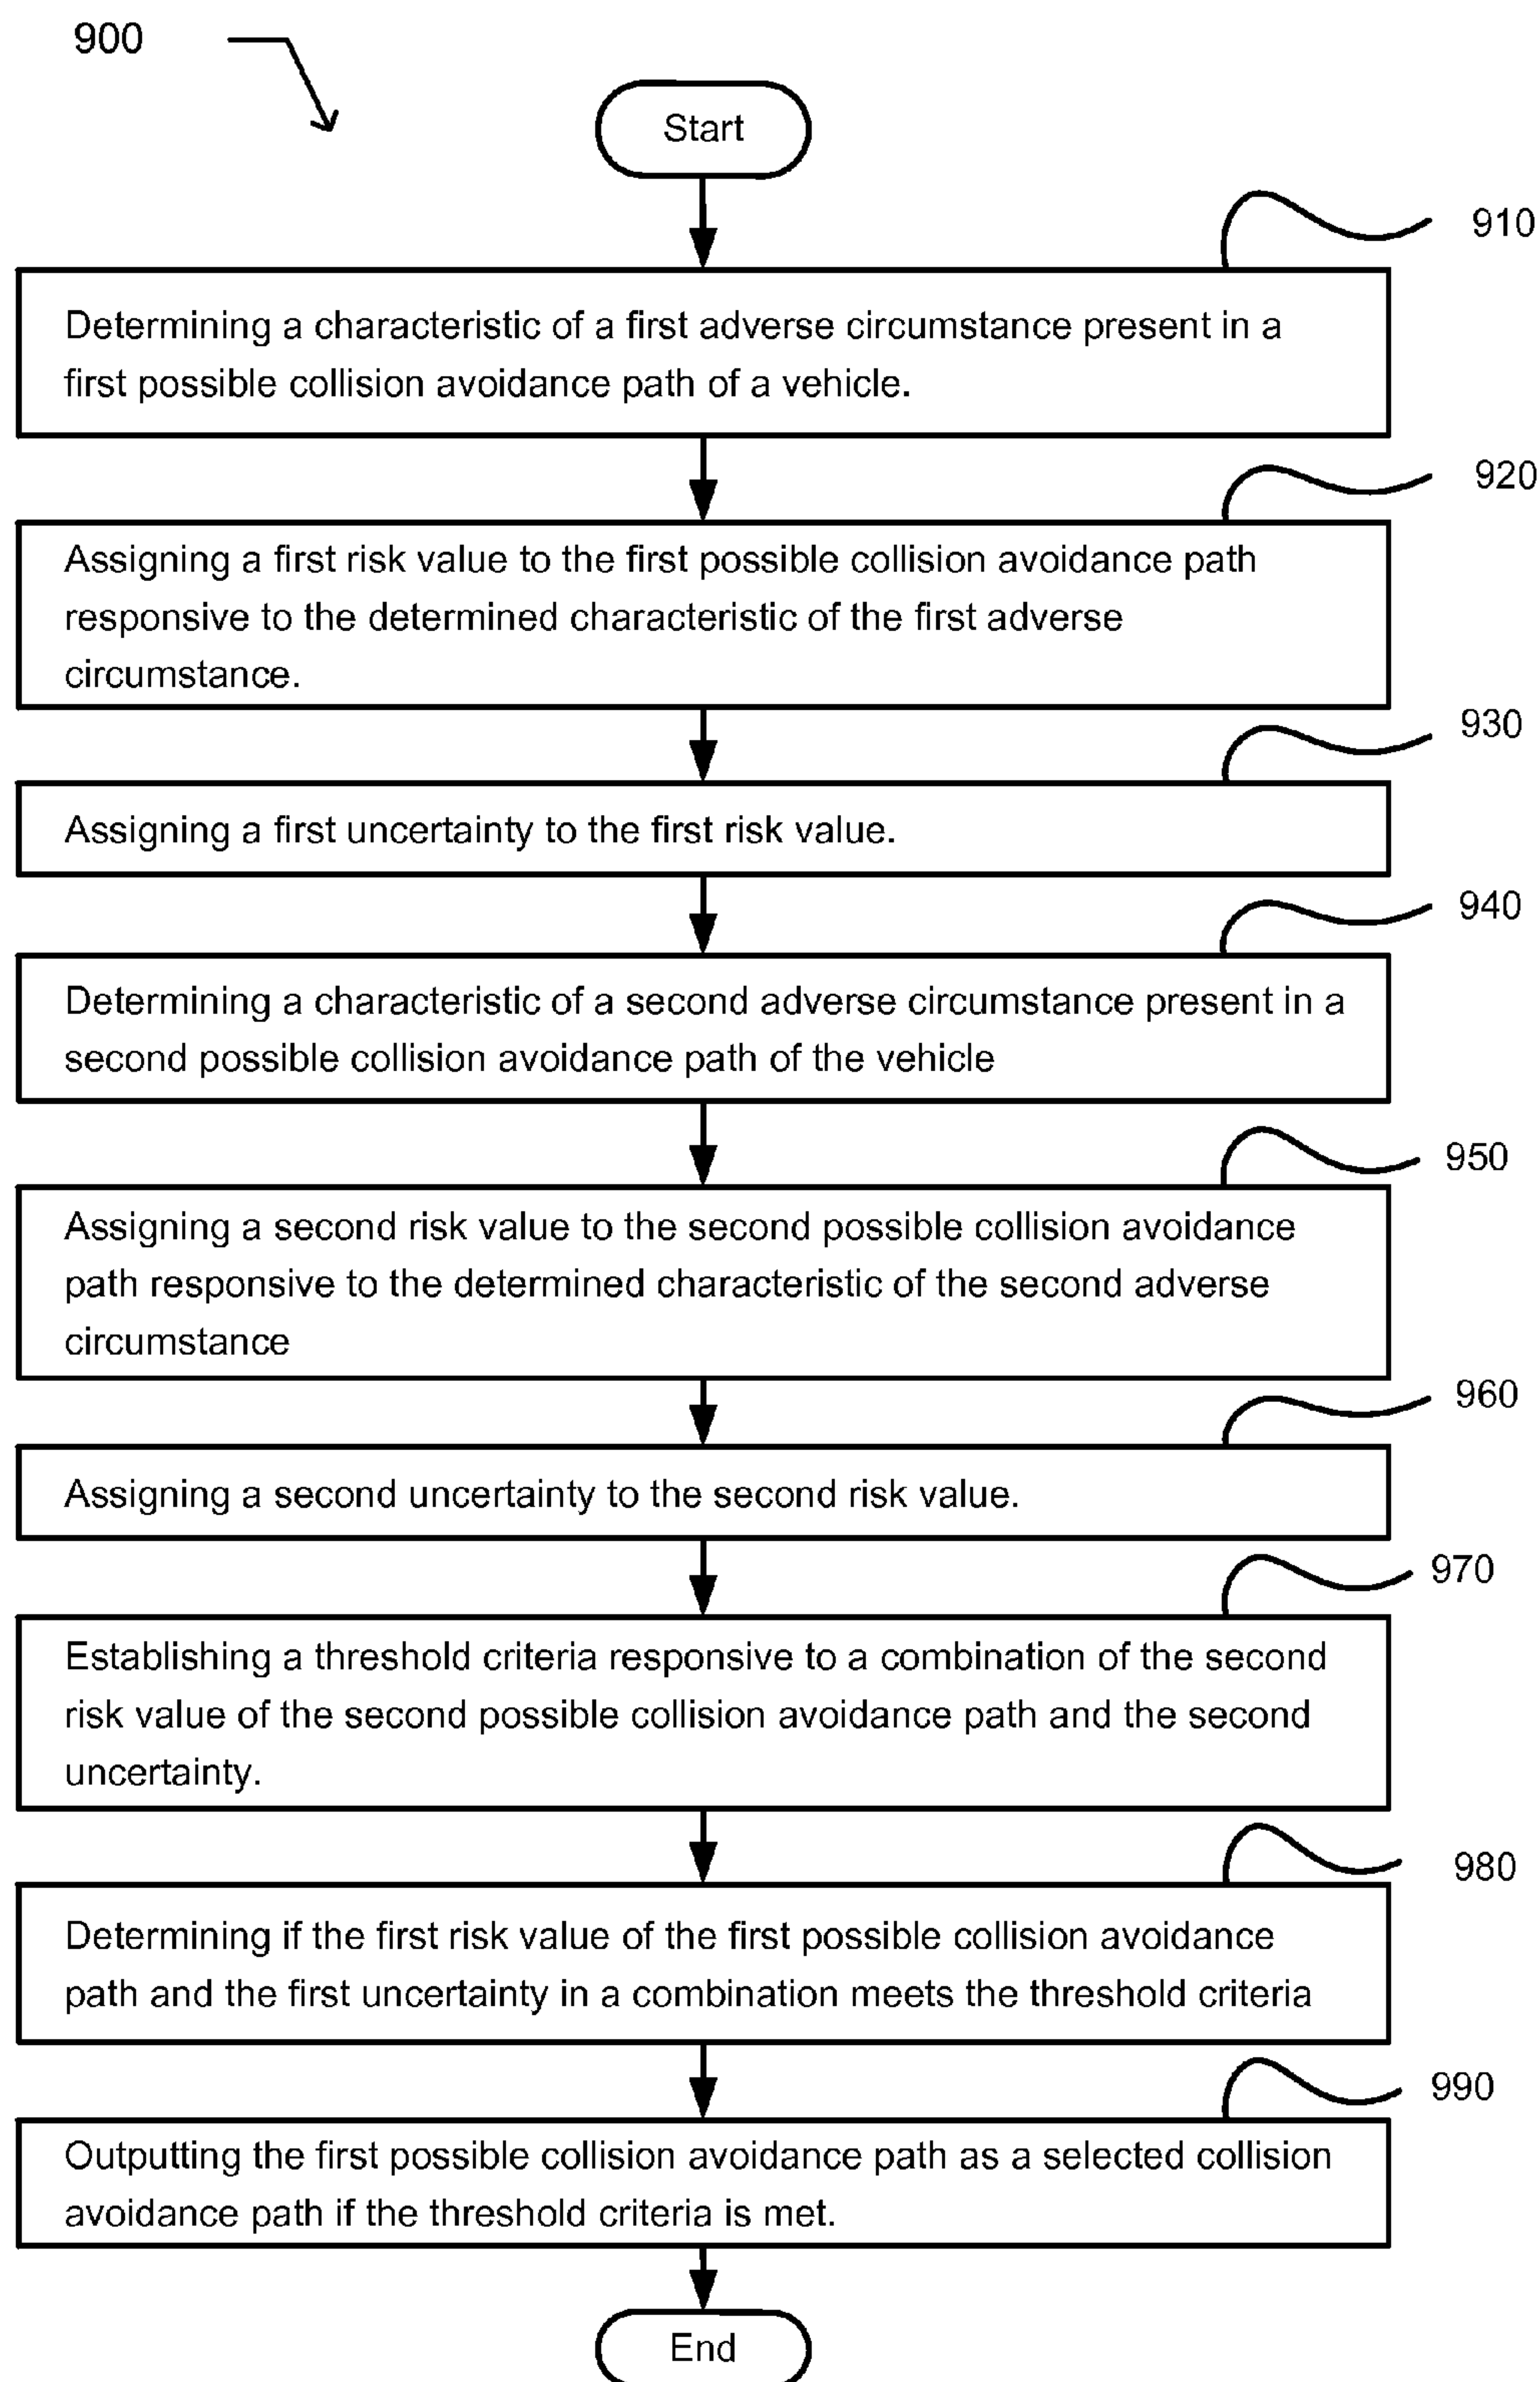 900
Start
910
Determining a characteristic of a first adverse circumstance present in a
first possible collision avoidance path of a vehicle.
920
Assigning a first risk value to the first possible collision avoidance path
responsive to the determined characteristic of the first adverse
circumstance.
930
Assigning a first uncertainty to the first risk value.
940
Determining a characteristic of a second adverse circumstance present in a
second possible collision avoidance path of the vehicle
950
Assigning a second risk value to the second possible collision avoidance
path responsive to the determined characteristic of the second adverse
circumstance
960
Assigning a second uncertainty to the second risk value.
970
Establishing a threshold criteria responsive to a combination of the second
risk value of the second possible collision avoidance path and the second
uncertainty.
980
Determining if the first risk value of the first possible collision avoidance
path and the first uncertainty in a combination meets the threshold criteria
990
Outputting the first possible collision avoidance path as a selected collision
avoidance path if the threshold criteria is met.
End